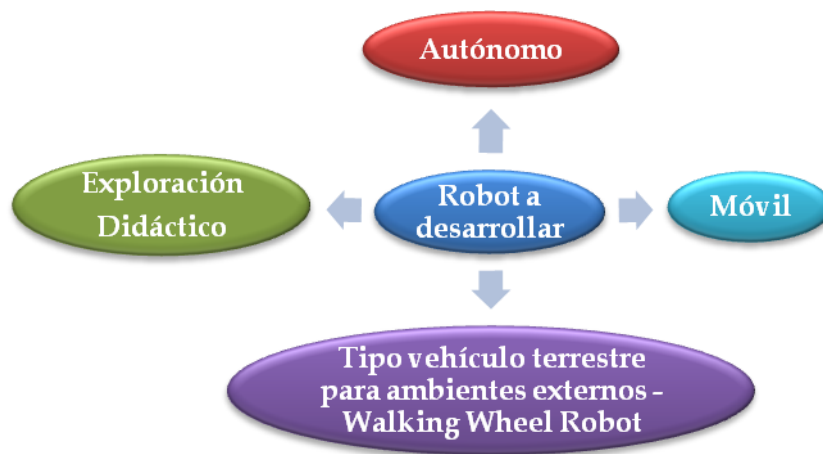 Autónomo
Exploración
Didáctico
Robot a
desarrollar
Móvil
Tipo vehículo terrestre
para ambientes externos –
Walking Wheel Robot